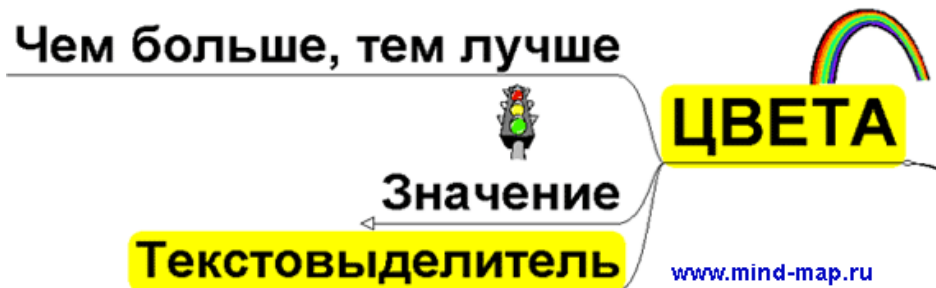 Чем больше, тем лучше
ЦВЕТА
Значение
Текстовыделитель
www.mind-map.ru